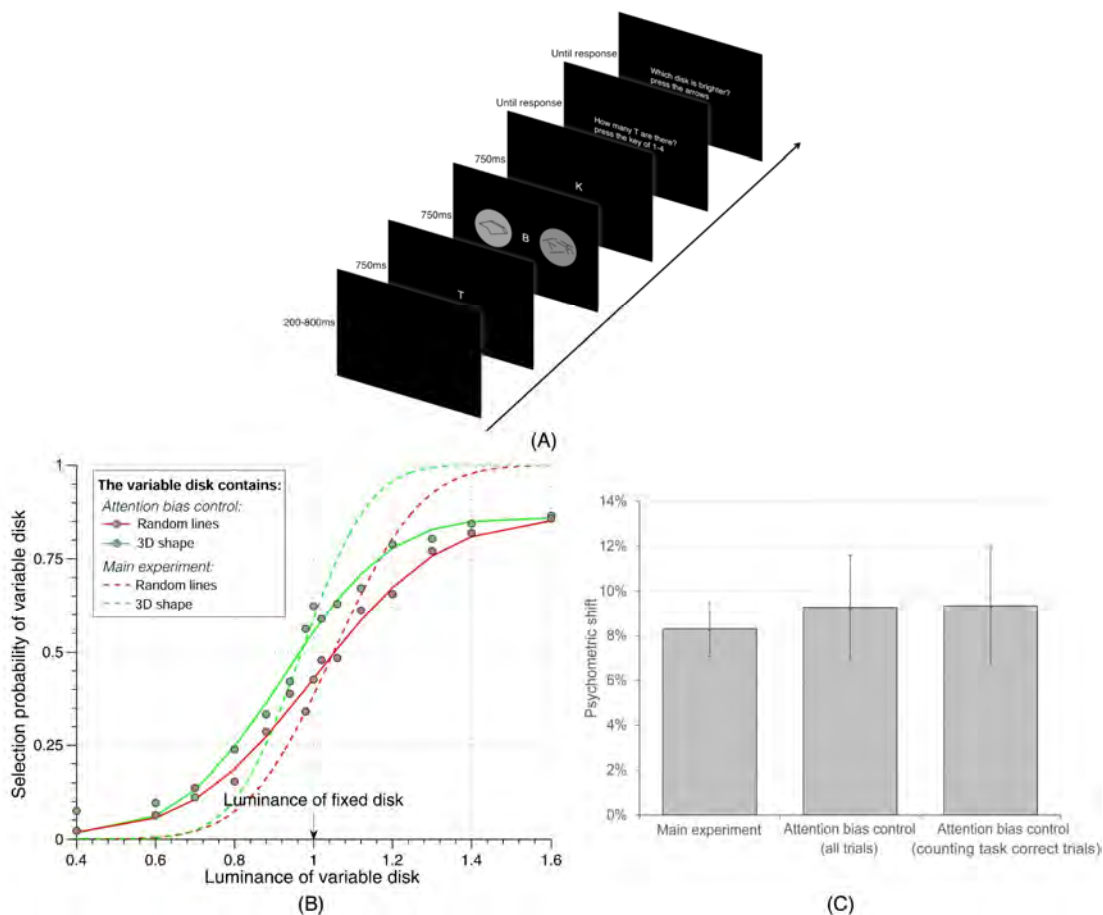 Until response
Which disk is brighter?
press the arrows
Until response
How many T are there?
press the key of 1-4
750ms
K
750ms
B
750ms
T
200-800ms
(A)
Selection probability of variable disk
1
0.75
0.5
0.25
0
The variable disk contains:
Attention bias control:
Random lines
3D shape
Main experiment:
Random lines
3D shape
Luminance of fixed disk
0.4
0.6
0.8
1
1.2
1.4
1.6
Luminance of variable disk
(B)
Psychometric shift
14%
12%
10%
8%
6%
4%
2%
0%
Main experiment
Attention bias control
(all trials)
Attention bias control
(counting task correct trials)
(C)